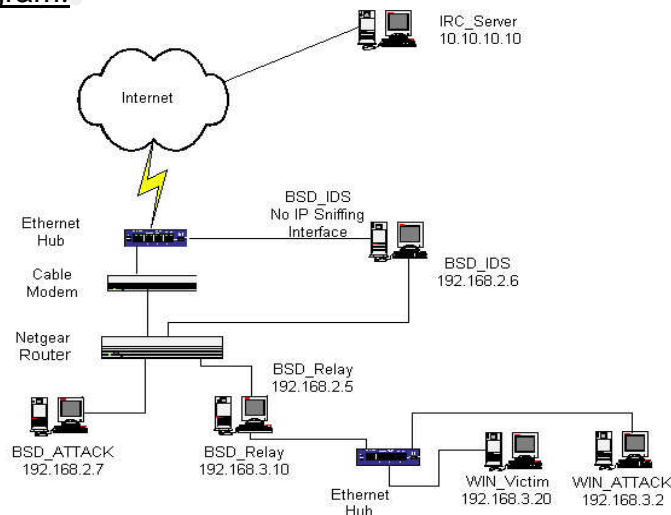 IRC_Server
10.10.10.10
Internet
BSD_IDS
No IP Sniffing
Interface
Ethernet
Hub
BSD_IDS
192.168.2.6
Cable
Modem
Netgear
Router
BSD_Relay
192.168.2.5
BSD_ATTACK
192.168.2.7
BSD_Relay
192.168.3.10
Ethernet
Hub
WIN_Victim
192.168.3.20
WIN_ATTACK
192.168.3.2